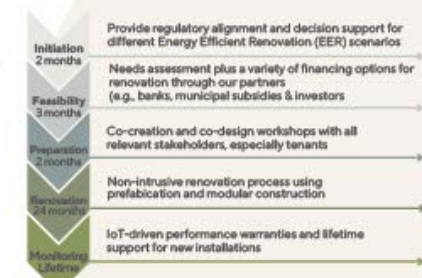 Initiation
2 months
Provide regulatory alignment and decision support for
different Energy Efficient Renovation (EER) scenarios
Feasibility
3 months
Needs assessment plus a variety of financing options for
renovation through our partners
(e.g., banks, municipal subsidies & investors
Preparation
2 months
Co-creation and co-design workshops with all
relevant stakeholders, especially tenants
Renovation
24 months
Non-intrusive renovation process using
prefabication and modular construction
Monitoring
Lifetime
IoT-driven performance warranties and lifetime
support for new installations